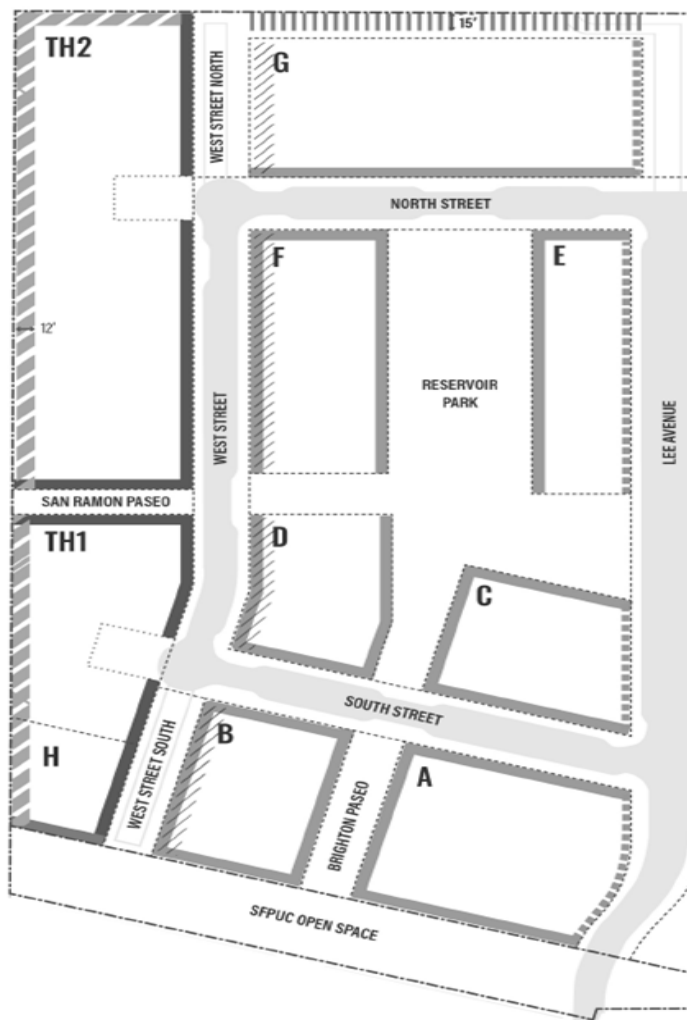 15'
TH2
WEST STREET NORTH
G
NORTH STREET
F
E
12'
RESERVOIR
PARK
WEST STREET
LEE AVENUE
SAN RAMON PASEO
TH1
D
C
SOUTH STREET
H
WEST STREET SOUTH
B
BRIGHTON PASEO
A
SFPUC OPEN SPACE